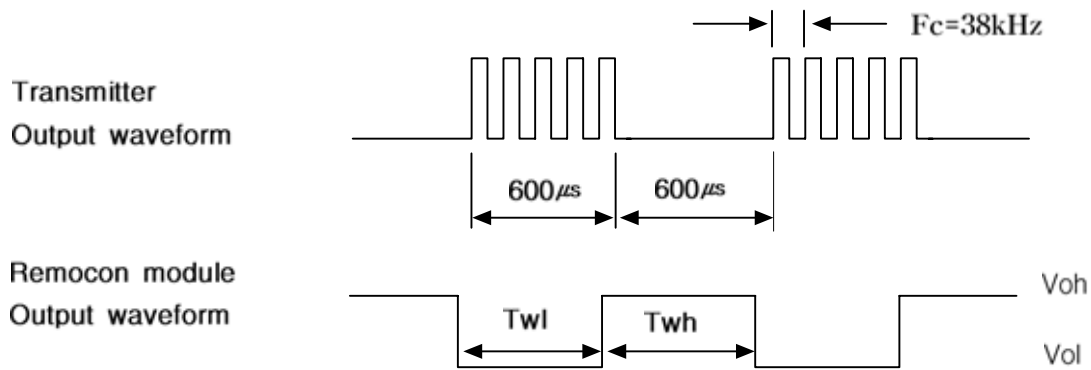 Fc=38kHz
Transmitter
Output waveform
600㎲
600㎲
Remocon module
Output waveform
Twl
Twh
Voh
Vol